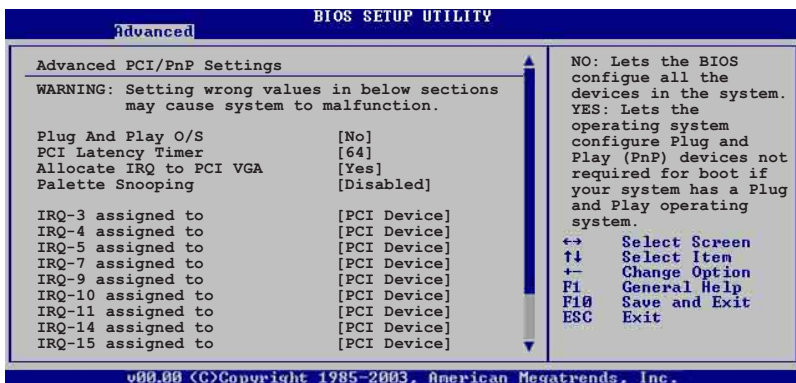 BIOS SETUP UTILITY
Advanced
Advanced PCI/PnP Settings
WARNING: Setting wrong values in below sections
may cause system to malfunction.
Plug And Play O/S [No]
PCI Latency Timer [64]
Allocate IRQ to PCI VGA [Yes]
Palette Snooping [Disabled]
IRQ-3 assigned to [PCI Device]
IRQ-4 assigned to [PCI Device]
IRQ-5 assigned to [PCI Device]
IRQ-7 assigned to [PCI Device]
IRQ-9 assigned to [PCI Device]
IRQ-10 assigned to [PCI Device]
IRQ-11 assigned to [PCI Device]
IRQ-14 assigned to [PCI Device]
IRQ-15 assigned to [PCI Device]
NO: Lets the BIOS
configue all the
devices in the system.
YES: Lets the
operating system
configure Plug and
Play (PnP) devices not
required for boot if
your system has a Plug
and Play operating
system.
↔ Select Screen
↑↓ Select Item
+- Change Option
F1 General Help
F10 Save and Exit
ESC Exit
v00.00 (C)Copyright 1985-2003, American Megatrends, Inc.